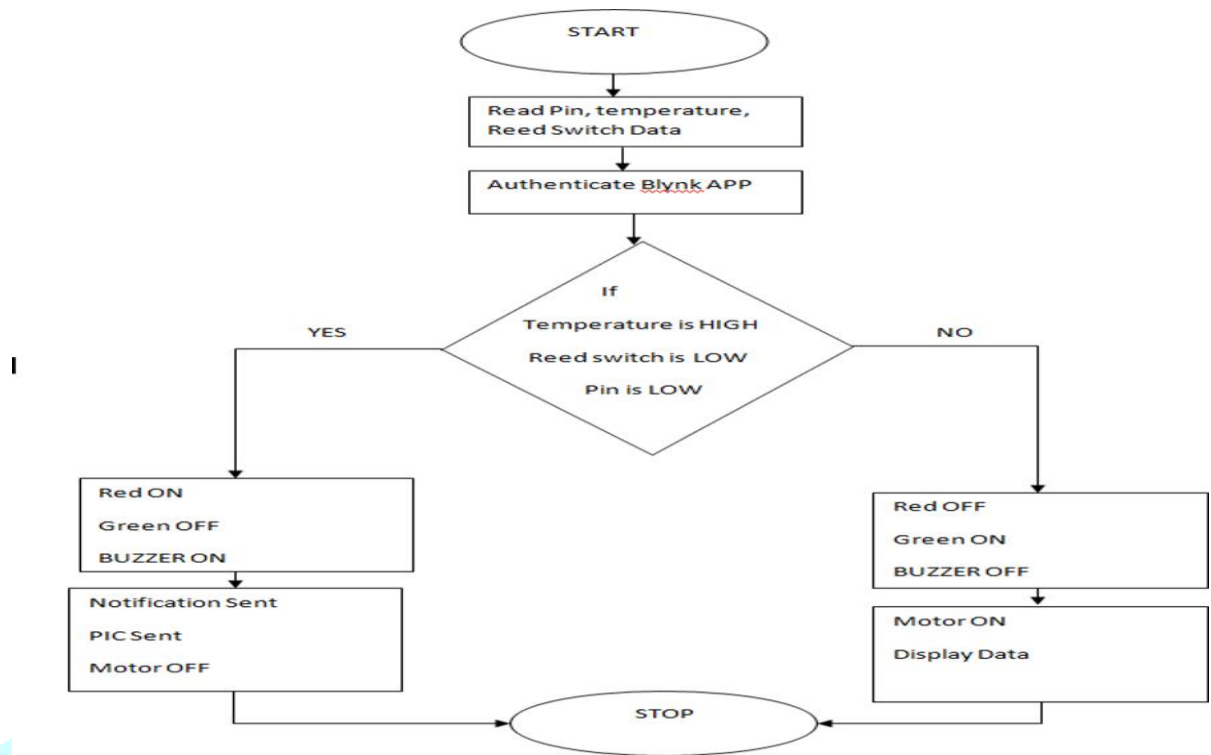 START
Read Pin, temperature,
Reed Switch Data
Authenticate Blynk APP
If
Temperature is HIGH
Reed switch is LOW
Pin is LOW
YES
NO
Red ON
Green OFF
BUZZER ON
Notification Sent
PIC Sent
Motor OFF
Red OFF
Green ON
BUZZER OFF
Motor ON
Display Data
STOP